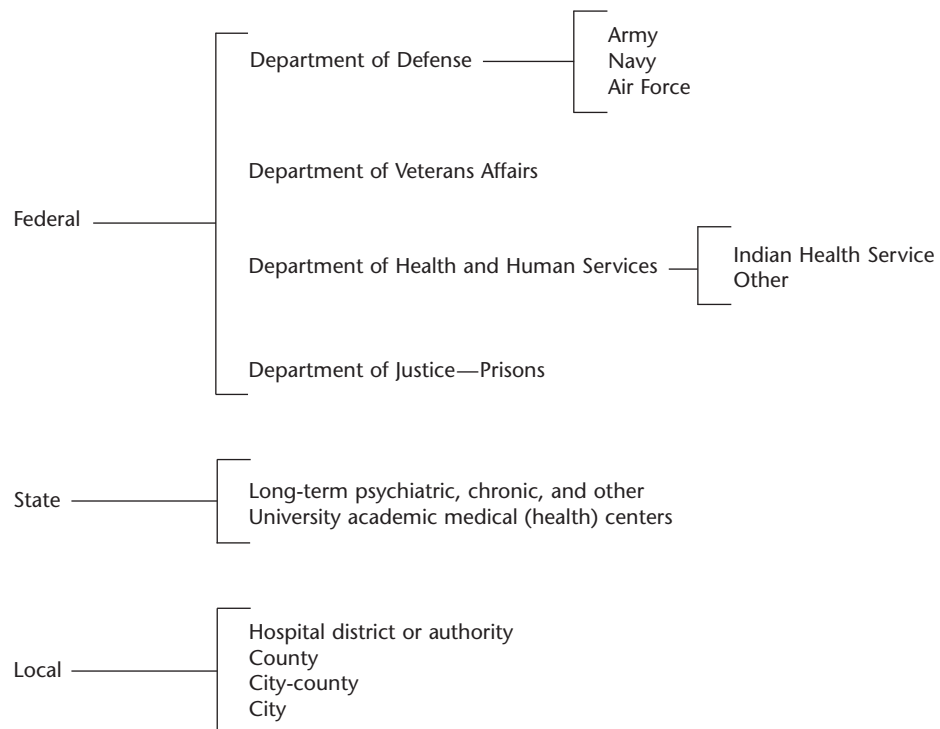 Federal
Department of Defense
Army
Navy
Air Force
Department of Veterans Affairs
Department of Health and Human Services
Indian Health Service
Other
Department of Justice—Prisons
State
Long-term psychiatric, chronic, and other
University academic medical (health) centers
Local
Hospital district or authority
County
City-county
City